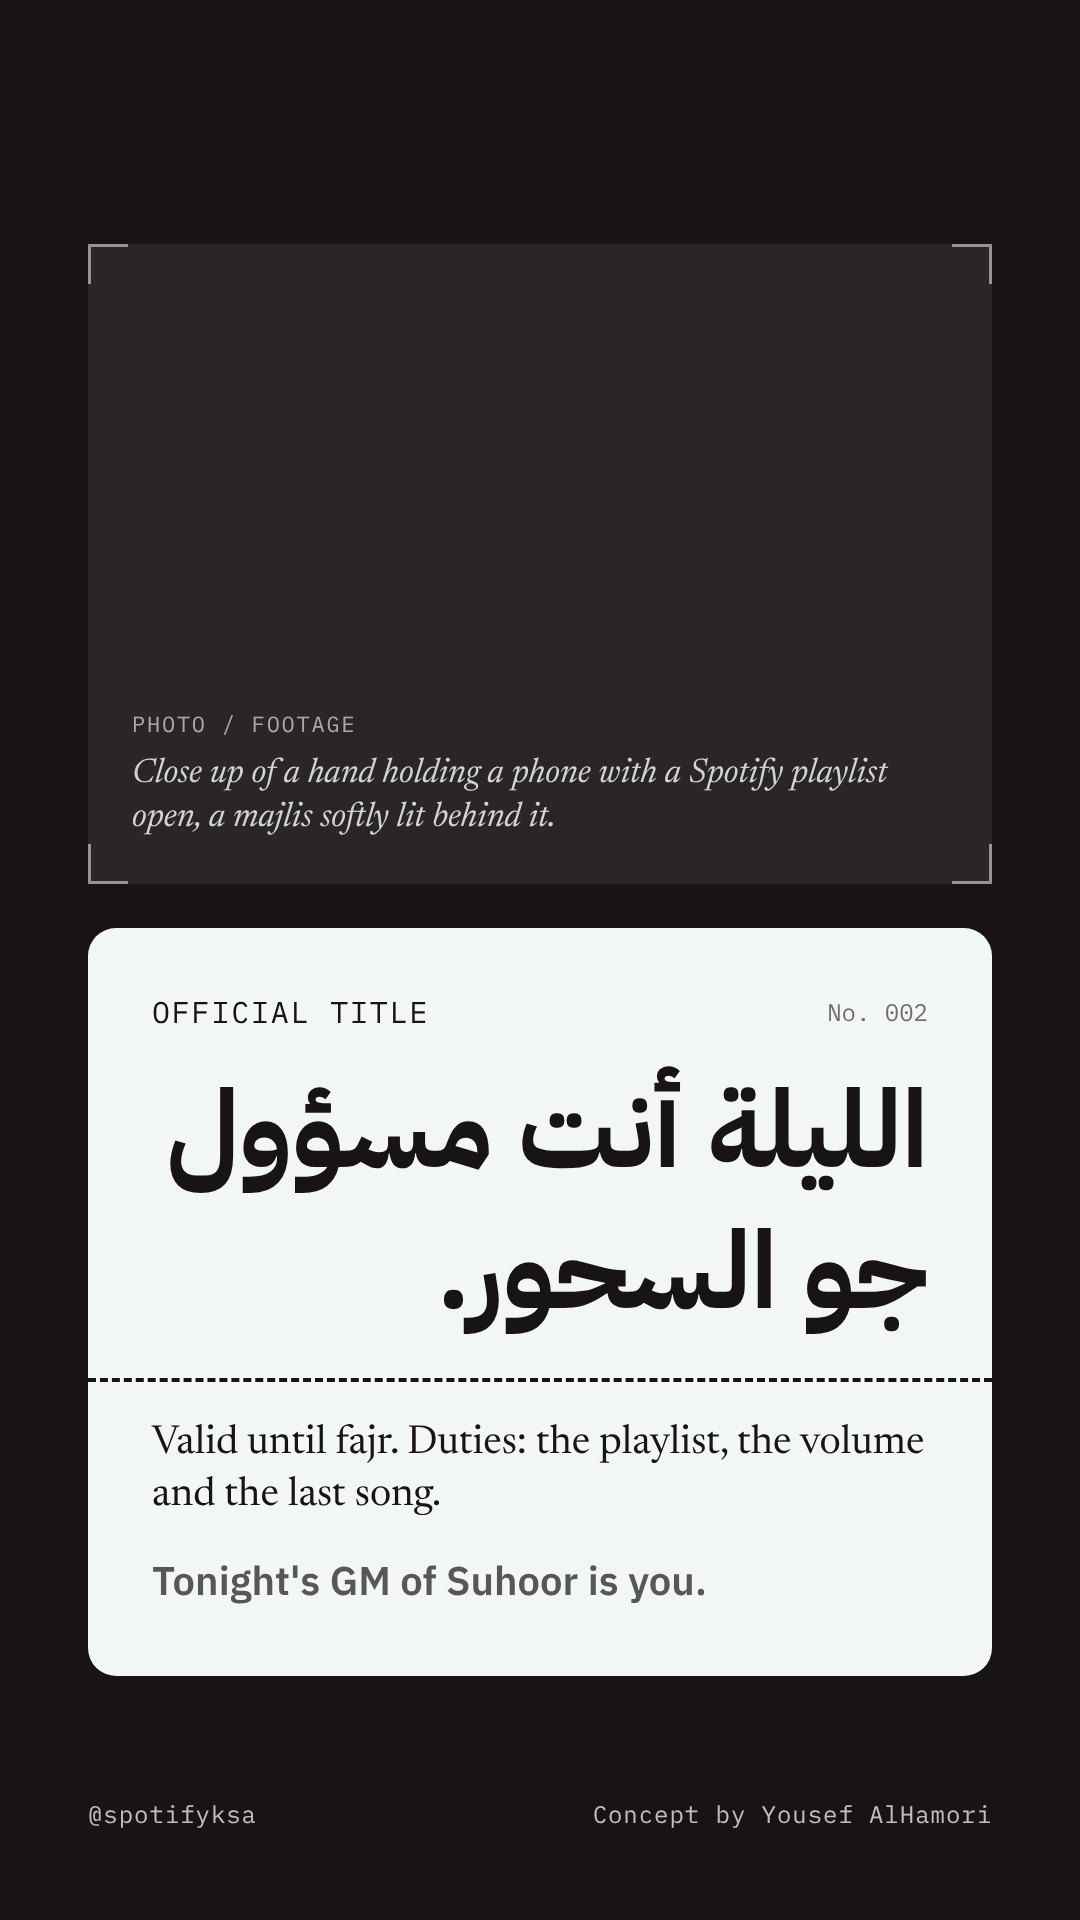 PHOTO / FOOTAGE
Close up of a hand holding a phone with a Spotify playlist
open, a majlis softly lit behind it.
OFFICIAL TITLE
No. 002
الليلة أنت مسؤول
جو السحور.
Valid until fajr. Duties: the playlist, the volume
and the last song.
Tonight's GM of Suhoor is you.
@spotifyksa
Concept by Yousef AlHamori